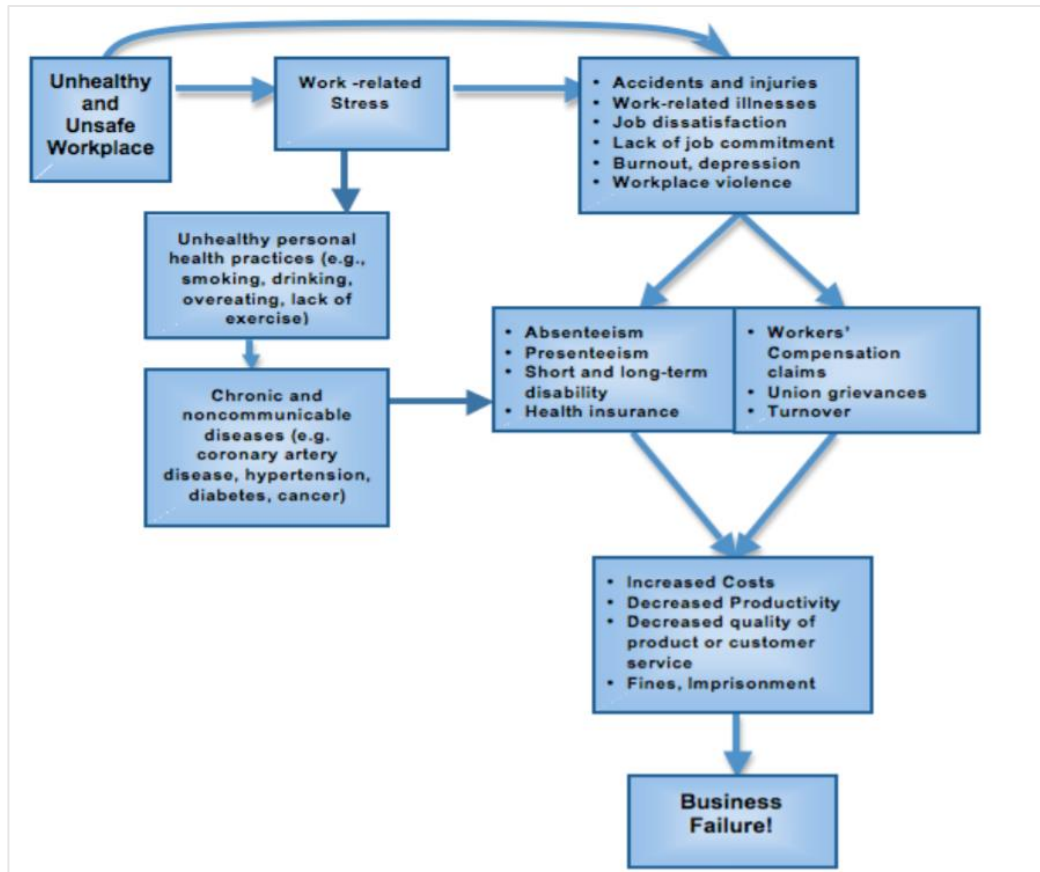 Unhealthy
and
Unsafe
Workplace
Work -related
Stress
• Accidents and injuries
• Work-related illnesses
• Job dissatisfaction
• Lack of job commitment
• Burnout, depression
• Workplace violence
Unhealthy personal
health practices (e.g.,
smoking, drinking,
overeating, lack of
exercise)
Chronic and
noncommunicable
diseases (e.g.
coronary artery
disease, hypertension,
diabetes, cancer)
• Absenteeism
• Presenteeism
• Short and long-term
disability
• Health insurance
• Workers'
Compensation
claims
• Union grievances
• Turnover
• Increased Costs
• Decreased Productivity
• Decreased quality of
product or customer
service
• Fines, Imprisonment
Business
Failure!